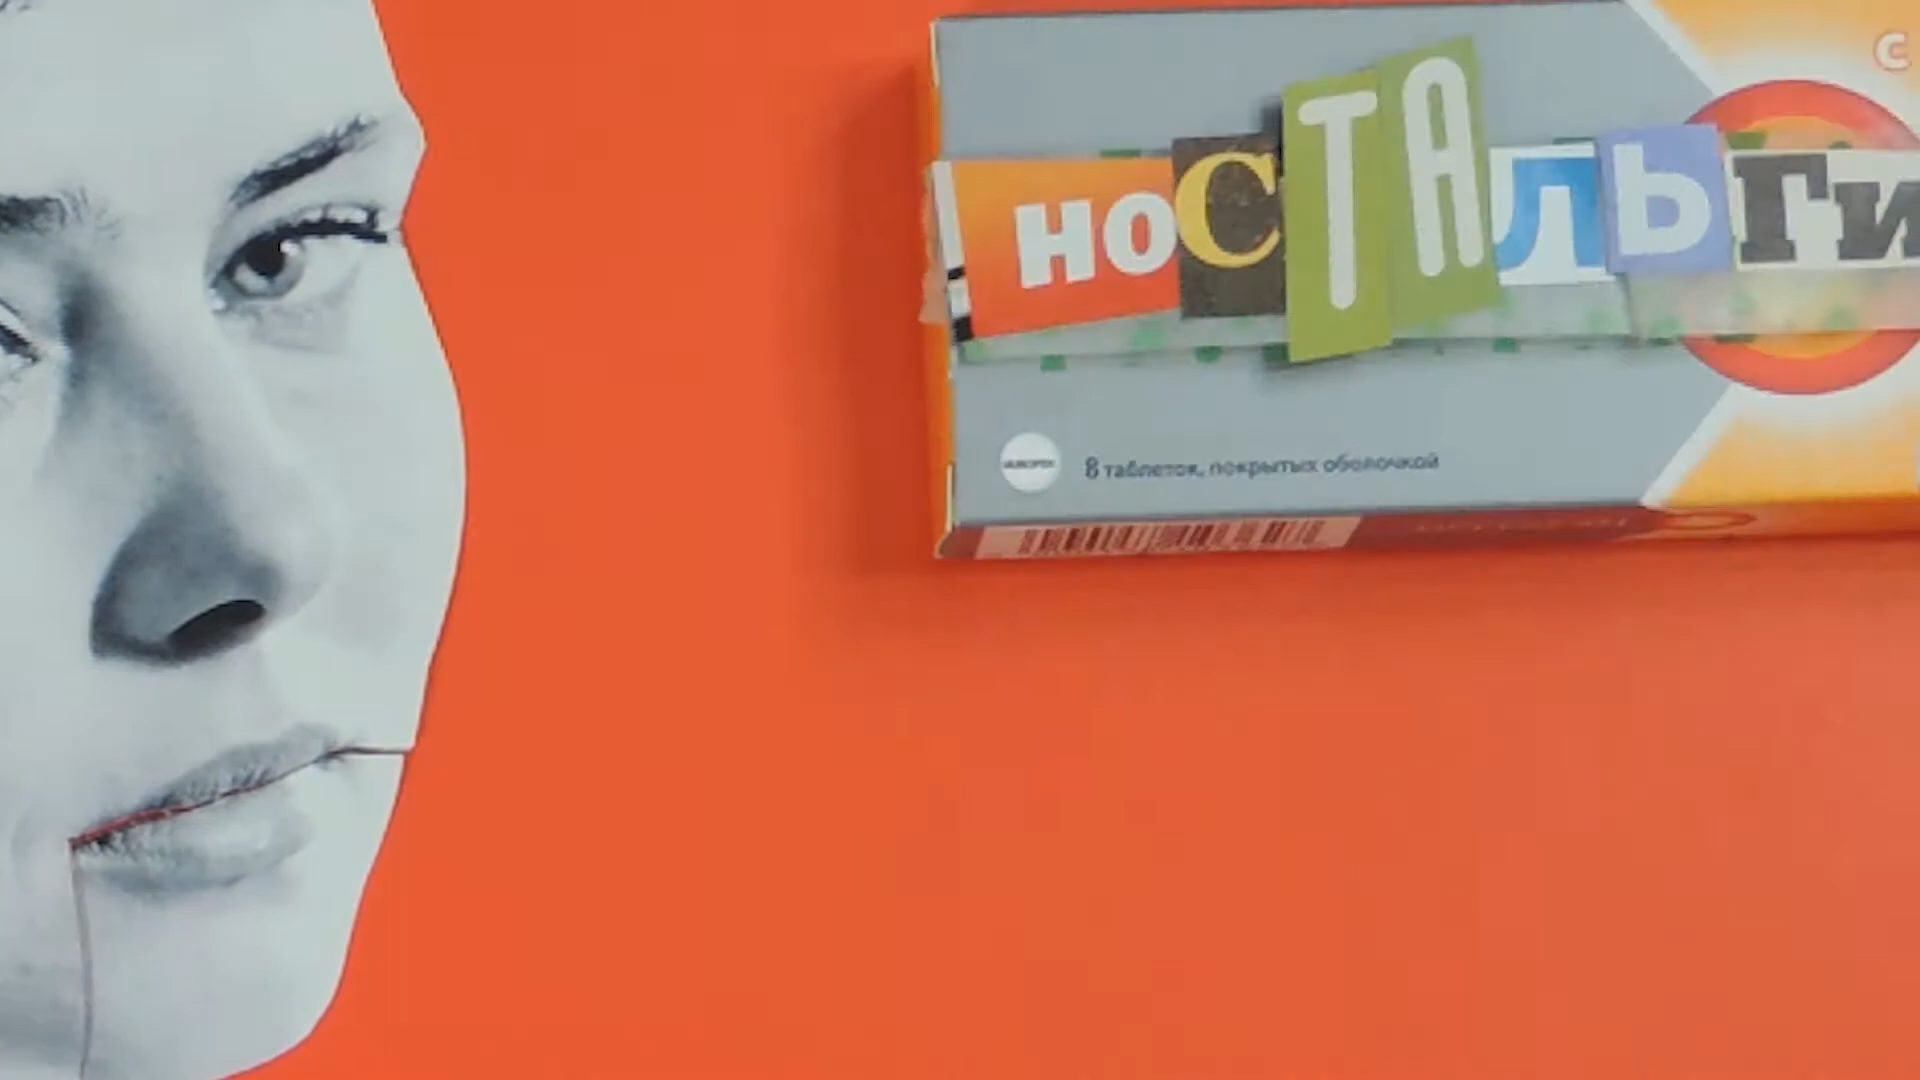 с
ностАльги
8 таблеток, покрытых оболочкой